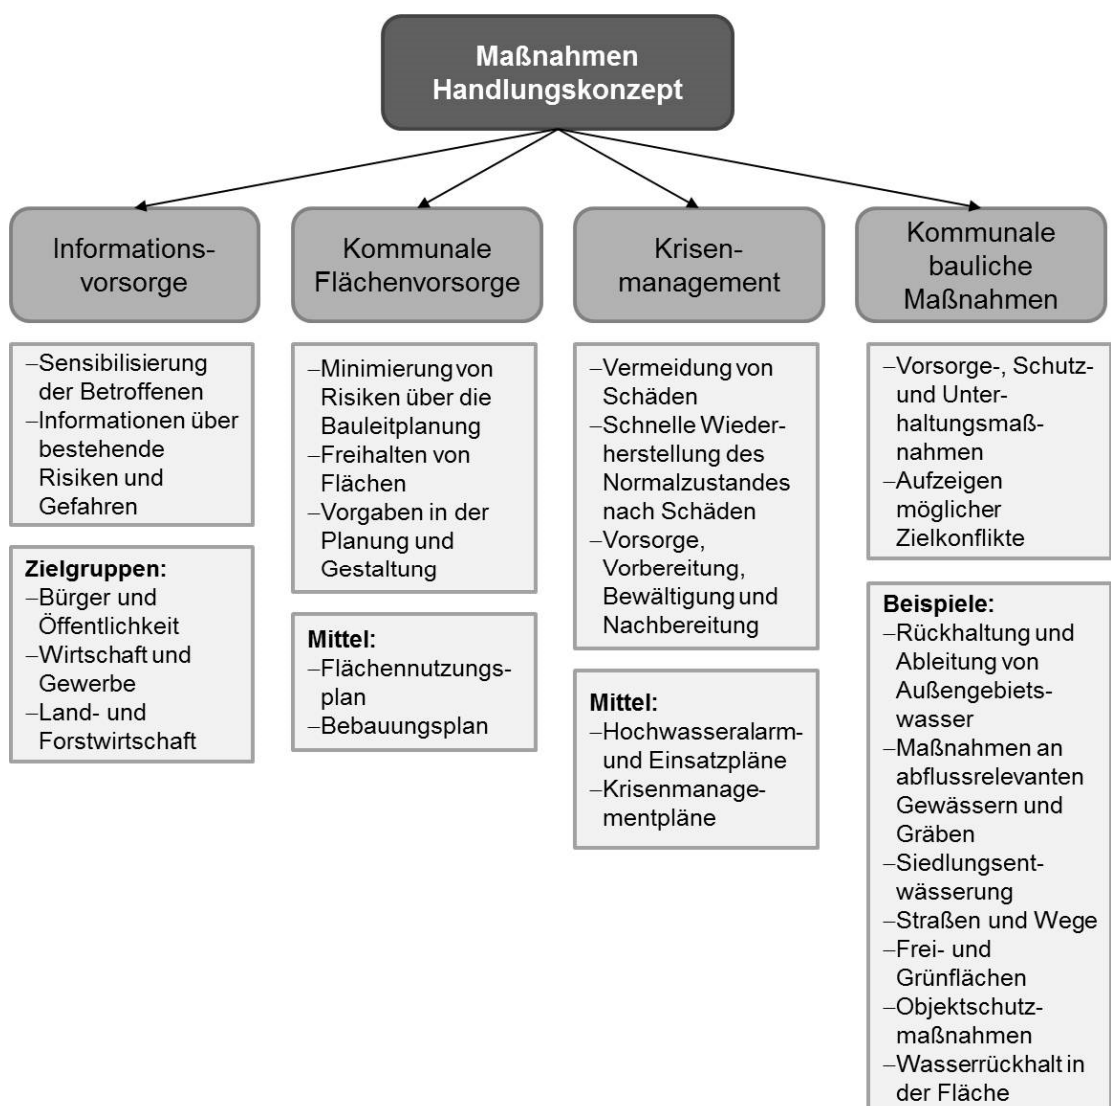 Maßnahmen
Handlungskonzept
Informations-
vorsorge
–Sensibilisierung
der Betroffenen
–Informationen über
bestehende
Risiken und
Gefahren
Zielgruppen:
–Bürger und
Öffentlichkeit
–Wirtschaft und
Gewerbe
–Land- und
Forstwirtschaft
Kommunale
Flächenvorsorge
–Minimierung von
Risiken über die
Bauleitplanung
–Freihalten von
Flächen
–Vorgaben in der
Planung und
Gestaltung
Mittel:
–Flächennutzungs-
plan
–Bebauungsplan
Krisen-
management
–Vermeidung von
Schäden
–Schnelle Wieder-
herstellung des
Normalzustandes
nach Schäden
–Vorsorge,
Vorbereitung,
Bewältigung und
Nachbereitung
Mittel:
–Hochwasseralarm-
und Einsatzpläne
–Krisenmanage-
mentpläne
Kommunale
bauliche
Maßnahmen
–Vorsorge-, Schutz-
und Unter-
haltungsmaß-
nahmen
–Aufzeigen
möglicher
Zielkonflikte
Beispiele:
–Rückhaltung und
Ableitung von
Außengebiets-
wasser
–Maßnahmen an
abflussrelevanten
Gewässern und
Gräben
–Siedlungsent-
wässerung
–Straßen und Wege
–Frei- und
Grünflächen
–Objektschutz-
maßnahmen
–Wasserrückhalt in
der Fläche